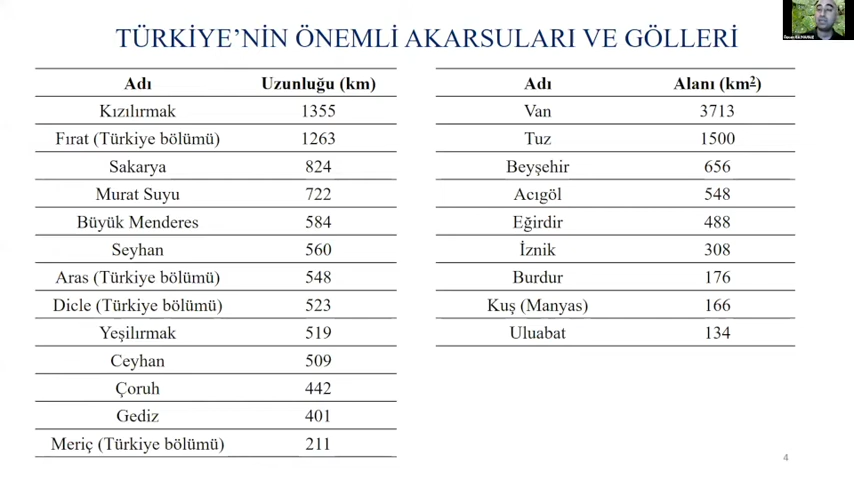 TÜRKİYE’NİN ÖNEMLİ AKARSULARI VE GÖLLERİ
Adı Uzunluğu (km)
Kızılırmak 1355
Fırat (Türkiye bölümü) 1263
Sakarya 824
Murat Suyu 722
Büyük Menderes 584
Seyhan 560
Aras (Türkiye bölümü) 548
Dicle (Türkiye bölümü) 523
Yeşilırmak 519
Ceyhan 509
Çoruh 442
Gediz 401
Meriç (Türkiye bölümü) 211
Adı Alanı (km²)
Van 3713
Tuz 1500
Beyşehir 656
Acıgöl 548
Eğirdir 488
İznik 308
Burdur 176
Kuş (Manyas) 166
Uluabat 134
4